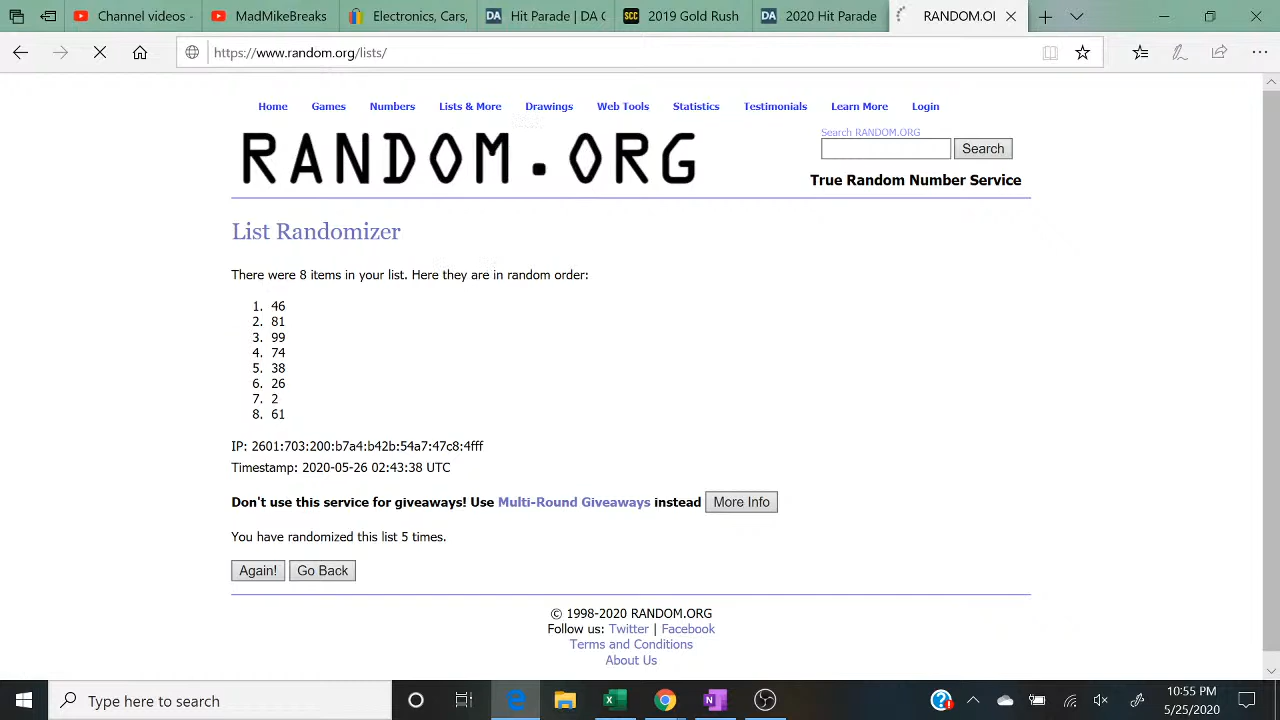 Channel videos -
MadMikeBreaks
Electronics, Cars
DA Hit Parade | DA C
SCC 2019 Gold Rush
DA 2020 Hit Parade
RANDOM.OI
https://www.random.org/lists/
Home Games Numbers Lists & More Drawings Web Tools Statistics Testimonials Learn More Login
RANDOM.ORG
Search RANDOM.ORG
Search
True Random Number Service
List Randomizer
There were 8 items in your list. Here they are in random order:
1. 46
2. 81
3. 99
4. 74
5. 38
6. 26
7. 2
8. 61
IP: 2601:703:200:b7a4:b42b:54a7:47c8:4fff
Timestamp: 2020-05-26 02:43:38 UTC
Don't use this service for giveaways! Use Multi-Round Giveaways instead More Info
You have randomized this list 5 times.
Again! Go Back
© 1998-2020 RANDOM.ORG
Follow us: Twitter | Facebook
Terms and Conditions
About Us
Type here to search
10:55 PM
5/25/2020